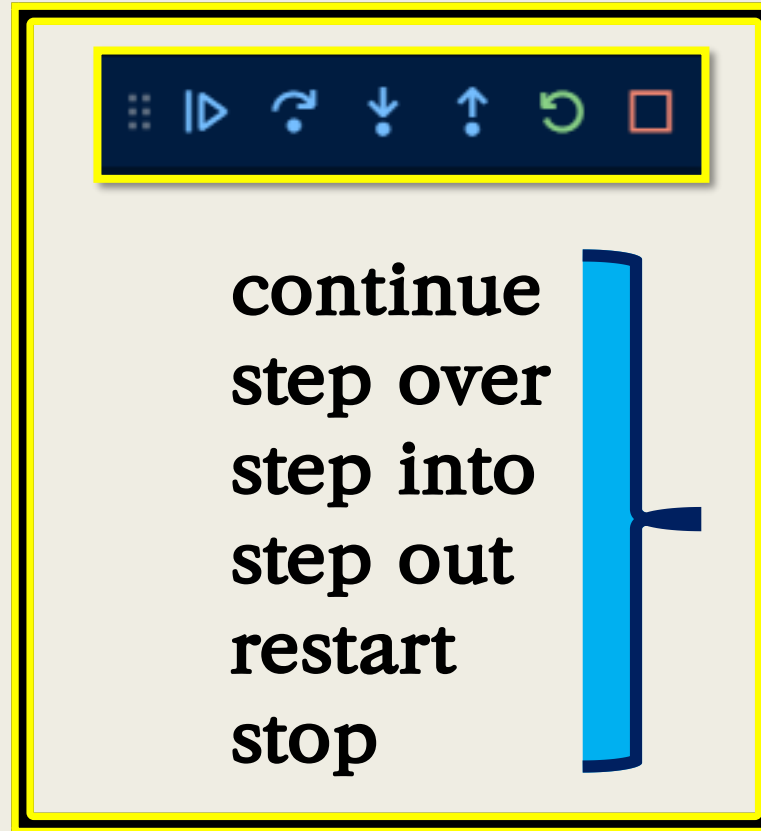 continue
step over
step into
step out
restart
stop